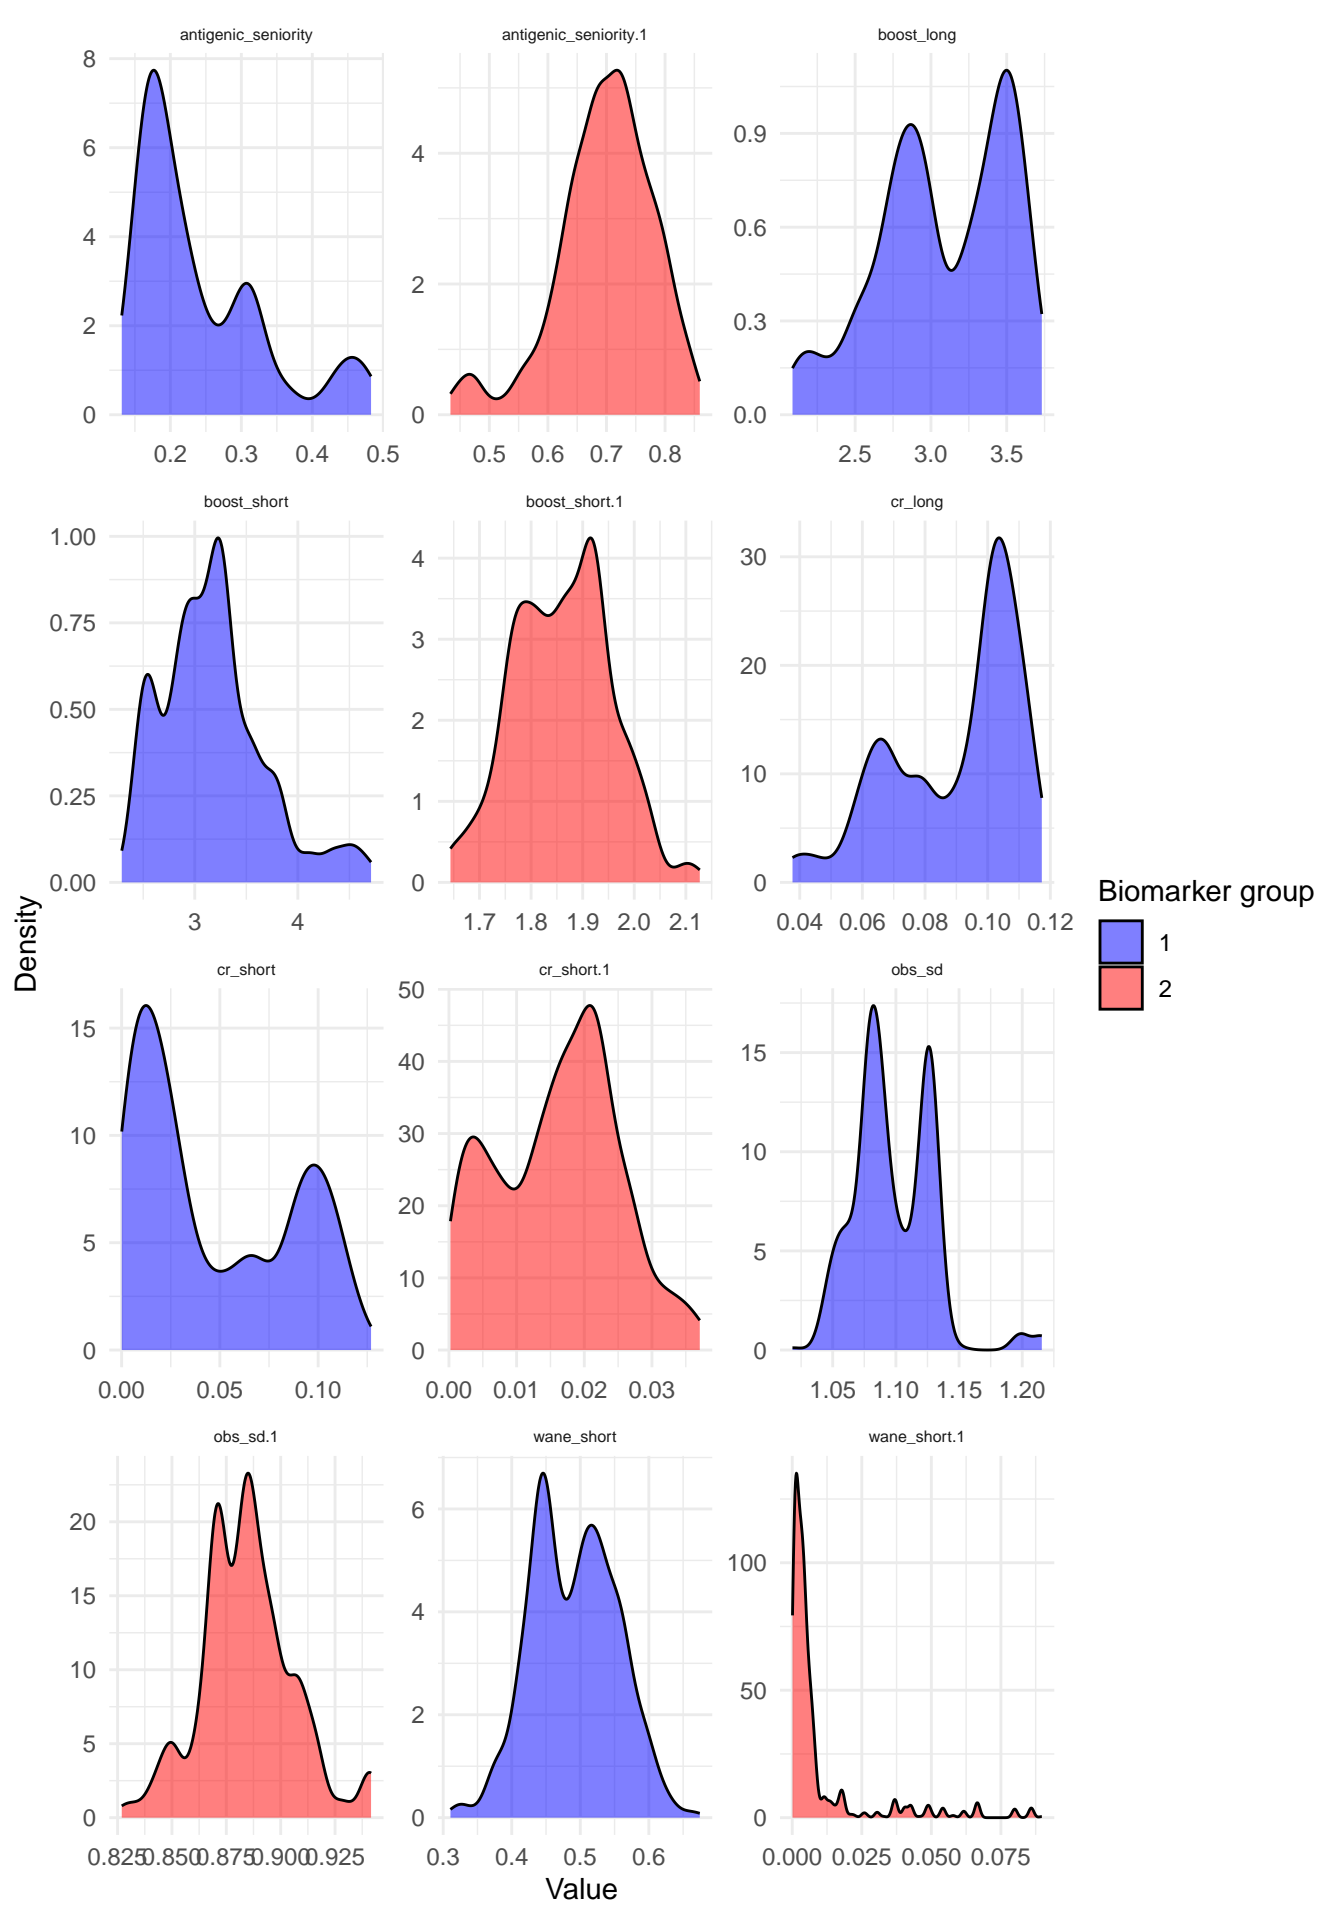 antigenic_seniority
antigenic_seniority.1
boost_long
8
6
4
2
0
4
2
0
0.9
0.6
0.3
0.0
0.2 0.3 0.4 0.5
0.5 0.6 0.7 0.8
2.5 3.0 3.5
boost_short
boost_short.1
cr_long
1.00
0.75
0.50
0.25
0.00
4
3
2
1
0
30
20
10
0
3 4
1.7 1.8 1.9 2.0 2.1
0.04 0.06 0.08 0.10 0.12
cr_short
cr_short.1
obs_sd
15
10
5
0
50
40
30
20
10
0
15
10
5
0
0.00 0.05 0.10
0.00 0.01 0.02 0.03
1.05 1.10 1.15 1.20
obs_sd.1
wane_short
wane_short.1
20
15
10
5
0
6
4
2
0
100
50
0
0.825 0.850 0.875 0.900 0.925
0.3 0.4 0.5 0.6
0.000 0.025 0.050 0.075
Density
Value
Biomarker group
1
2